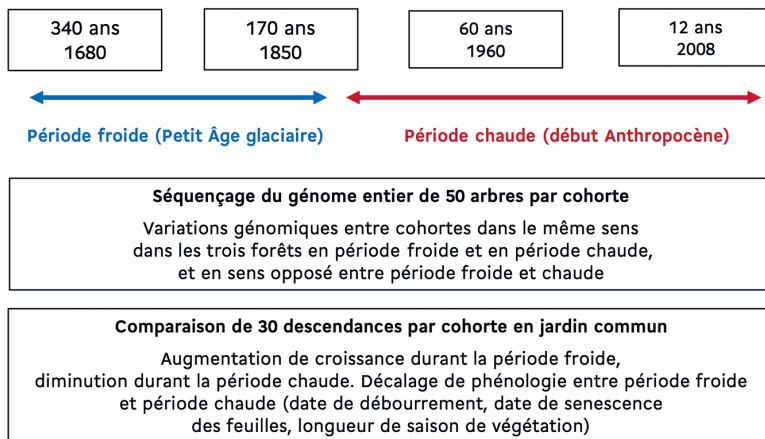 340 ans
1680
170 ans
1850
60 ans
1960
12 ans
2008
Période froide (Petit Âge glaciaire)
Période chaude (début Anthropocène)
Séquençage du génome entier de 50 arbres par cohorte
Variations génomiques entre cohortes dans le même sens
dans les trois forêts en période froide et en période chaude,
et en sens opposé entre période froide et chaude
Comparaison de 30 descendances par cohorte en jardin commun
Augmentation de croissance durant la période froide,
diminution durant la période chaude. Décalage de phénologie entre période froide
et période chaude (date de débourrement, date de senescence
des feuilles, longueur de saison de végétation)